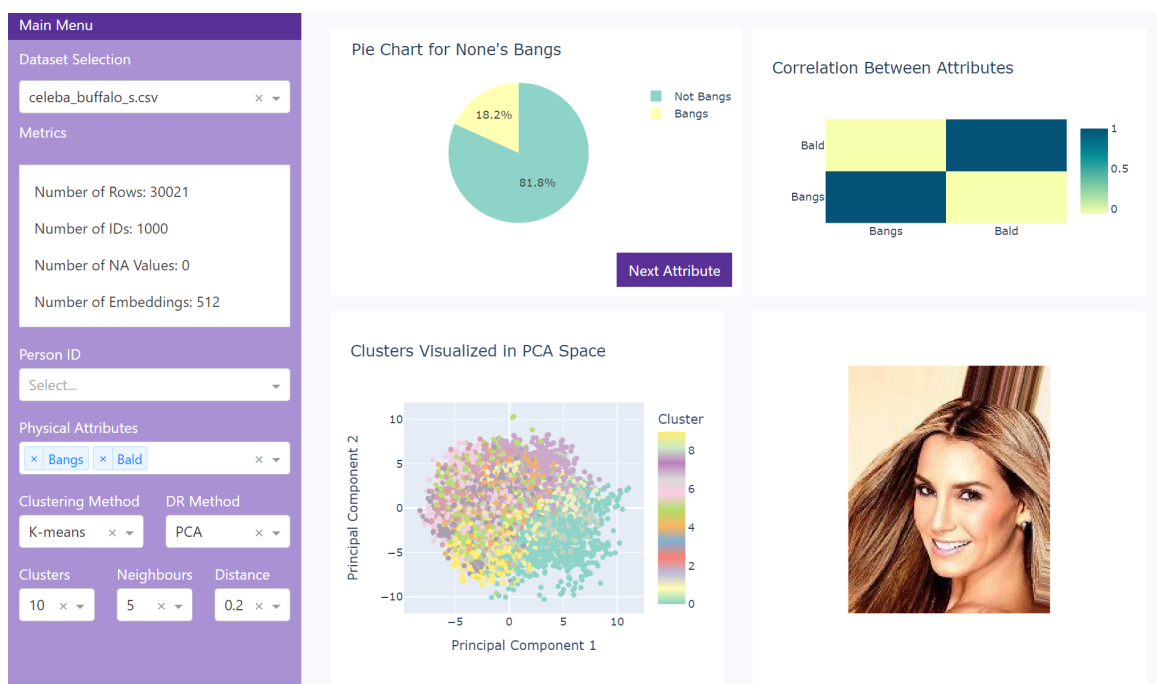 Main Menu
Dataset Selection
celeba_buffalo_s.csv × 
Metrics
Number of Rows: 30021
Number of IDs: 1000
Number of NA Values: 0
Number of Embeddings: 512
Person ID
Select...
Physical Attributes
× Bangs × Bald ×
Clustering Method DR Method
K-means × PCA ×
Clusters Neighbours Distance
10 × 5 × 0.2 ×
Pie Chart for None's Bangs
18.2%
81.8%
Not Bangs
Bangs
Next Attribute
Correlation Between Attributes
Bald
Bangs
Bangs Bald
1
0.5
0
Clusters Visualized in PCA Space
Principal Component 2
10
5
0
−5
−10
−5 0 5 10
Principal Component 1
Cluster
8
6
4
2
0